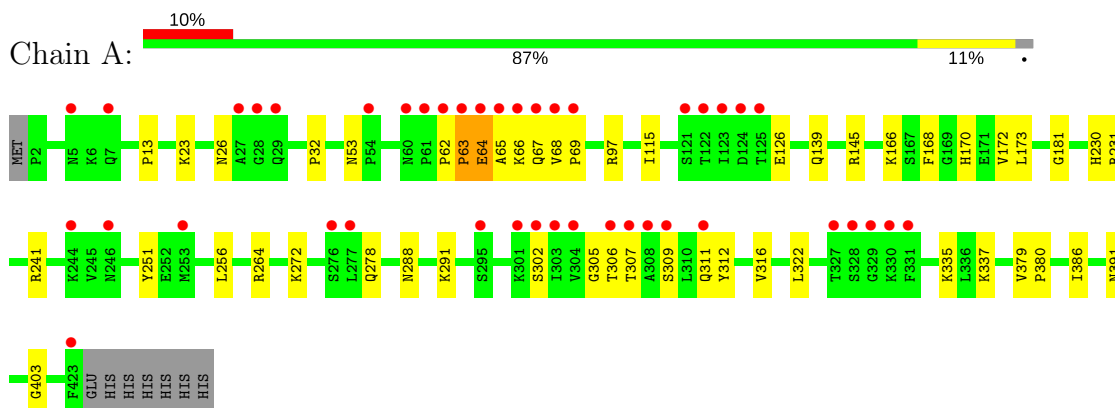 10%
Chain A:
87% 11% •
MET P2 N5 K6 Q7 P13 K23 N26 A27 G28 Q29 P32 N53 P54 N60 P61 P62 P63 E64 A65 K66 Q67 V68 P69 R97 I115 S121 T122 I123 D124 T125 E126 Q139 R145 K166 S167 F168 G169 H170 E171 V172 L173 G181 H230
R241 K244 V245 N246 Y251 E252 M253 L256 R264 K272 S276 L277 Q278 N288 K291 S295 K301 S302 I303 V304 G305 T306 T307 A308 S309 L310 Q311 Y312 V316 L322 T327 S328 G329 K330 F331 K335 L336 K337 V379 P380 I386 N391
G403 F423 GLU HIS HIS HIS HIS HIS HIS